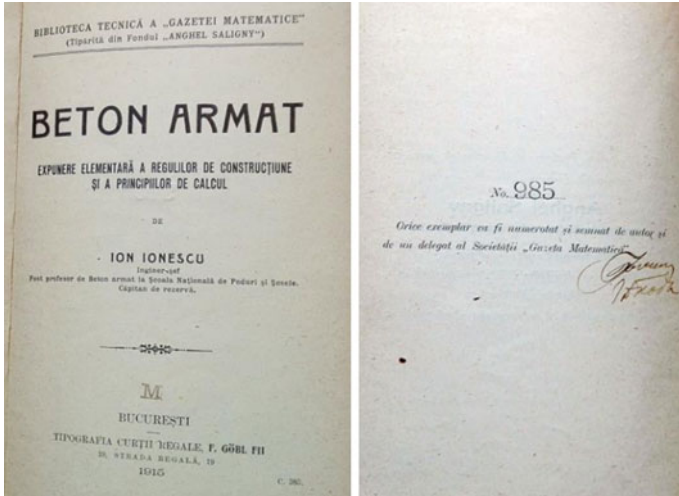 BIBLIOTECA TECNICĂ A „GAZETEI MATEMATICE”
(Tipărită din Fondul „ANGHEL SALIGNY”)
BETON ARMAT
EXPUNERE ELEMENTARĂ A REGULILOR DE CONSTRUCȚIUNE
ȘI A PRINCIPIILOR DE CALCUL
DE
ION IONESCU
Inginer-șef
Fost profesor de Beton armat la Școala Națională de Poduri și Șosele.
Căpitan de rezervă.
M
BUCUREȘTI
TIPOGRAFIA CURȚII REGALE, F. GÖBL FII
19, STRADA REGALĂ, 19
1915
No. 985
Orice exemplar va fi numerotat și semnat de autor și
de un delegat al Societății „Gazeta Matematică”